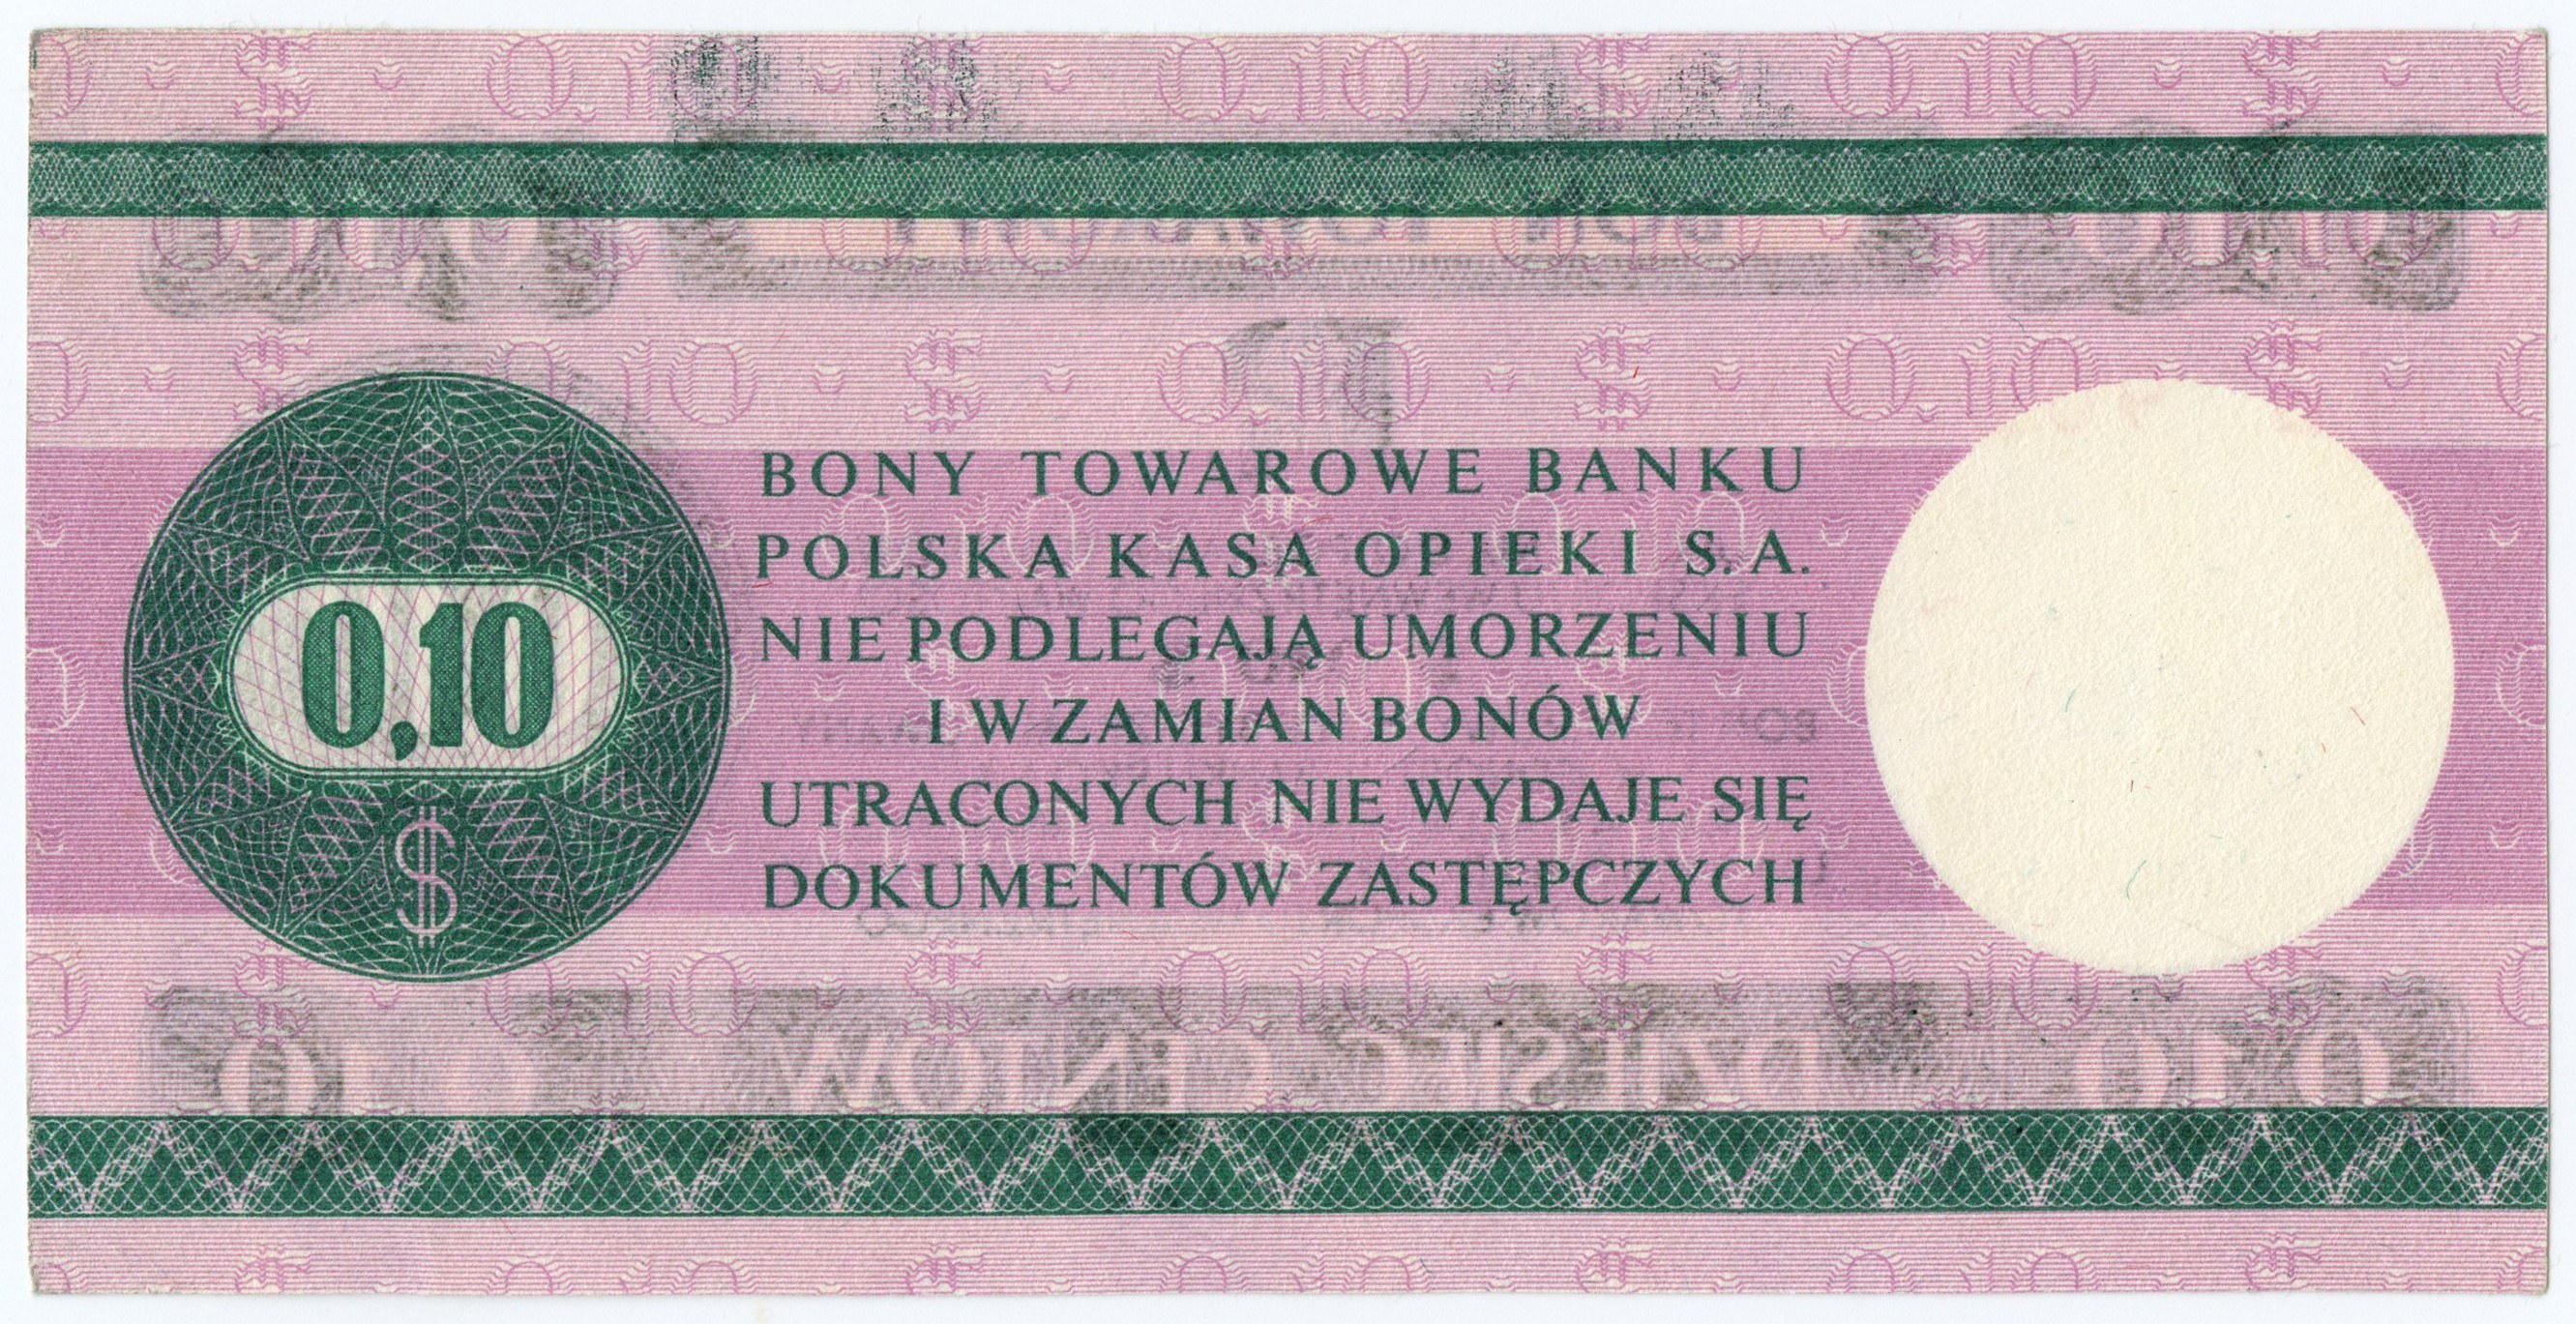 BONY TOWAROWE BANKU
POLSKA KASA OPIEKI S.A.
NIE PODLEGAJĄ UMORZENIU
I W ZAMIAN BONÓW
UTRACONYCH NIE WYDAJE SIĘ
DOKUMENTÓW ZASTĘPCZYCH
0,10
$